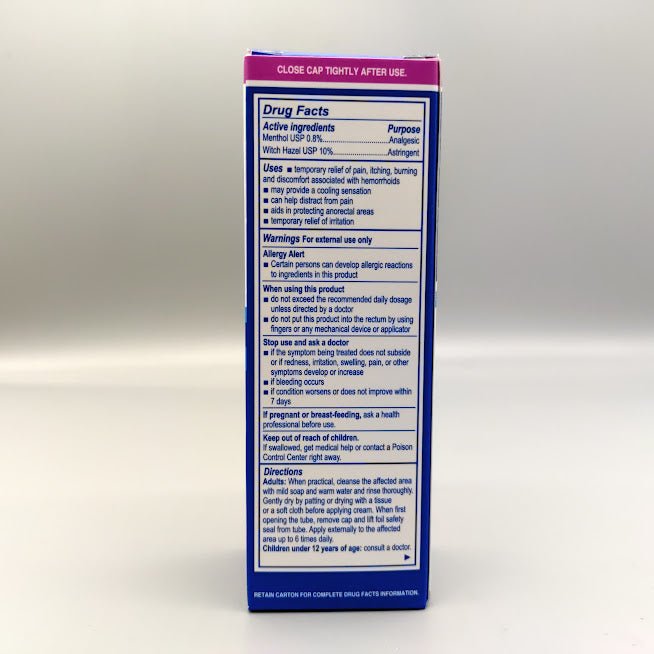 CLOSE CAP TIGHTLY AFTER USE.
Drug Facts
Active ingredients Purpose
Menthol USP 0.8%..............................Analgesic
Witch Hazel USP 10%.........................Astringent
Uses ■ temporary relief of pain, itching, burning
and discomfort associated with hemorrhoids
■ may provide a cooling sensation
■ can help distract from pain
■ aids in protecting anorectal areas
■ temporary relief of irritation
Warnings For external use only
Allergy Alert
■ Certain persons can develop allergic reactions
to ingredients in this product
When using this product
■ do not exceed the recommended daily dosage
unless directed by a doctor
■ do not put this product into the rectum by using
fingers or any mechanical device or applicator
Stop use and ask a doctor
■ if the symptom being treated does not subside
or if redness, irritation, swelling, pain, or other
symptoms develop or increase
■ if bleeding occurs
■ if condition worsens or does not improve within
7 days
If pregnant or breast-feeding, ask a health
professional before use.
Keep out of reach of children.
If swallowed, get medical help or contact a Poison
Control Center right away.
Directions
Adults: When practical, cleanse the affected area
with mild soap and warm water and rinse thoroughly.
Gently dry by patting or drying with a tissue
or a soft cloth before applying cream. When first
opening the tube, remove cap and lift foil safety
seal from tube. Apply externally to the affected
area up to 6 times daily.
Children under 12 years of age: consult a doctor.
RETAIN CARTON FOR COMPLETE DRUG FACTS INFORMATION.